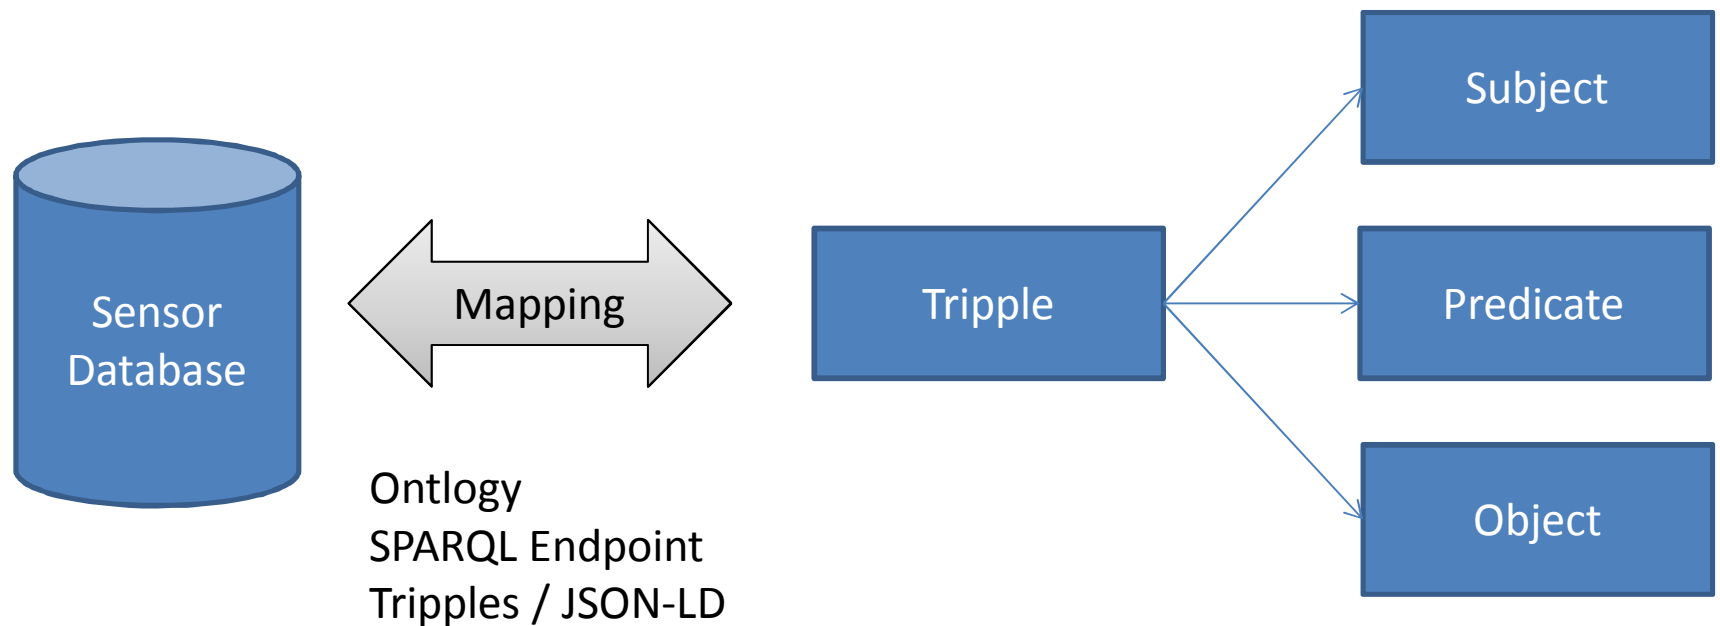 Sensor
Database
Mapping
Ontlogy
SPARQL Endpoint
Tripples / JSON-LD
Tripple
Subject
Predicate
Object